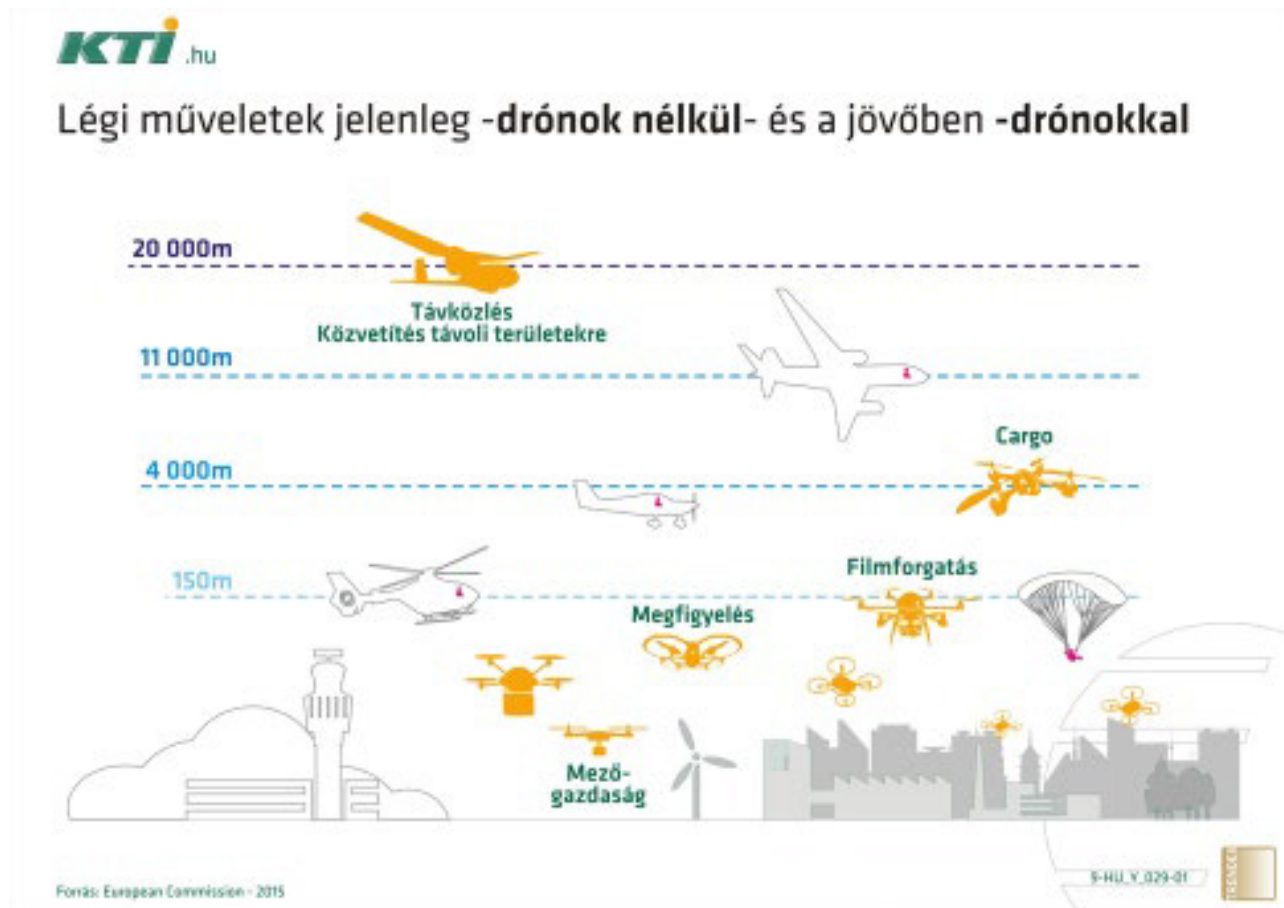 KTI.hu
Légi műveletek jelenleg -drónok nélkül- és a jövőben -drónokkal
20 000m
Távközlés
Közvetítés távoli területekre
11 000m
Cargo
4 000m
Filmforgatás
150m
Megfigyelés
Mező-
gazdaság
Forrás: European Commission - 2015
9-HU_Y_029-01
TRENDEK